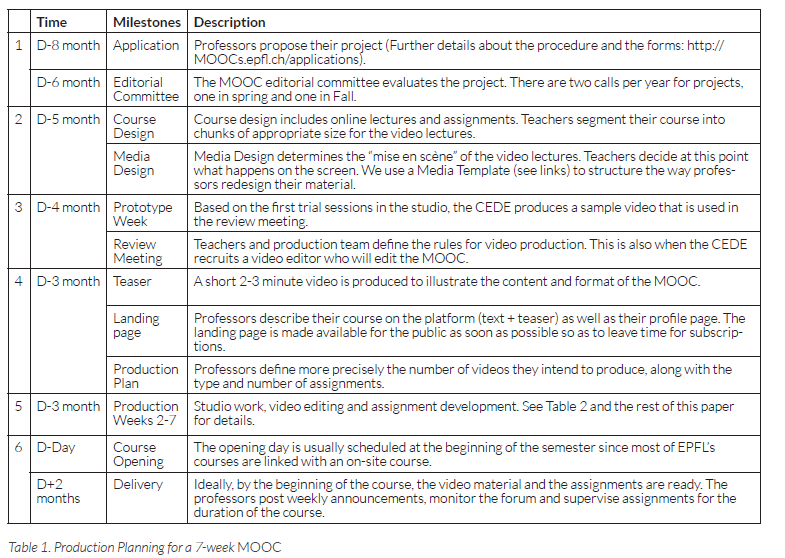 Time Milestones Description
1 D-8 month Application Professors propose their project (Further details about the procedure and the forms: http://
MOOCs.epfl.ch/applications).
D-6 month Editorial The MOOC editorial committee evaluates the project. There are two calls per year for projects,
Committee one in spring and one in Fall.
2 D-5 month Course Course design includes online lectures and assignments. Teachers segment their course into
Design chunks of appropriate size for the video lectures.
Media Media Design determines the “mise en scène” of the video lectures. Teachers decide at this point
Design what happens on the screen. We use a Media Template (see links) to structure the way profes-
sors redesign their material.
3 D-4 month Prototype Based on the first trial sessions in the studio, the CEDE produces a sample video that is used in
Week the review meeting.
Review Teachers and production team define the rules for video production. This is also when the CEDE
Meeting recruits a video editor who will edit the MOOC.
4 D-3 month Teaser A short 2-3 minute video is produced to illustrate the content and format of the MOOC.
Landing Professors describe their course on the platform (text + teaser) as well as their profile page. The
page landing page is made available for the public as soon as possible so as to leave time for subscrip-
tions.
Production Professors define more precisely the number of videos they intend to produce, along with the
Plan type and number of assignments.
5 D-3 month Production Studio work, video editing and assignment development. See Table 2 and the rest of this paper
Weeks 2-7 for details.
6 D-Day Course The opening day is usually scheduled at the beginning of the semester since most of EPFL’s
Opening courses are linked with an on-site course.
D+2 Delivery Ideally, by the beginning of the course, the video material and the assignments are ready. The
months professors post weekly announcements, monitor the forum and supervise assignments for the
duration of the course.
Table 1. Production Planning for a 7-week MOOC